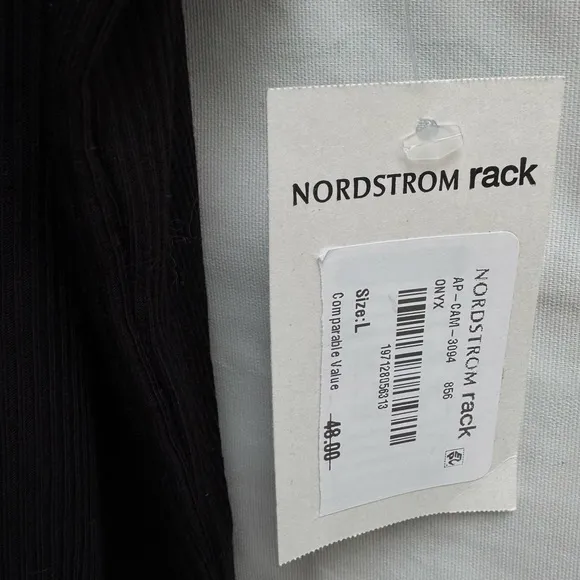 NORDSTROM rack
NORDSTROM rack
AP-CAM-3094 856
ONYX
197128056313
Size:L
Comparable Value 48.00